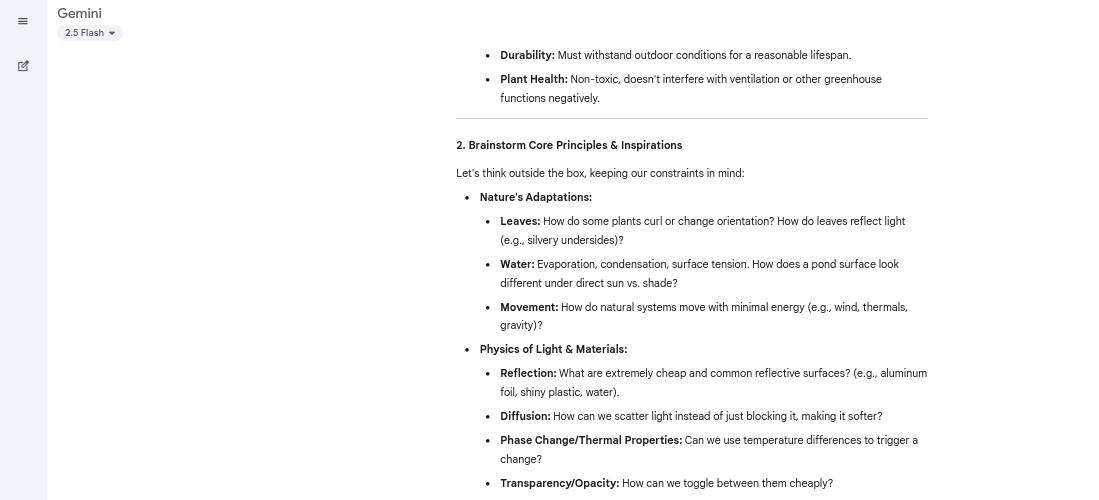 Gemini
2.5 Flash
Durability: Must withstand outdoor conditions for a reasonable lifespan.
Plant Health: Non-toxic, doesn't interfere with ventilation or other greenhouse
functions negatively.
2. Brainstorm Core Principles & Inspirations
Let's think outside the box, keeping our constraints in mind:
Nature's Adaptations:
Leaves: How do some plants curl or change orientation? How do leaves reflect light
(e.g., silvery undersides)?
Water: Evaporation, condensation, surface tension. How does a pond surface look
different under direct sun vs. shade?
Movement: How do natural systems move with minimal energy (e.g., wind, thermals,
gravity)?
Physics of Light & Materials:
Reflection: What are extremely cheap and common reflective surfaces? (e.g., aluminum
foil, shiny plastic, water).
Diffusion: How can we scatter light instead of just blocking it, making it softer?
Phase Change/Thermal Properties: Can we use temperature differences to trigger a
change?
Transparency/Opacity: How can we toggle between them cheaply?